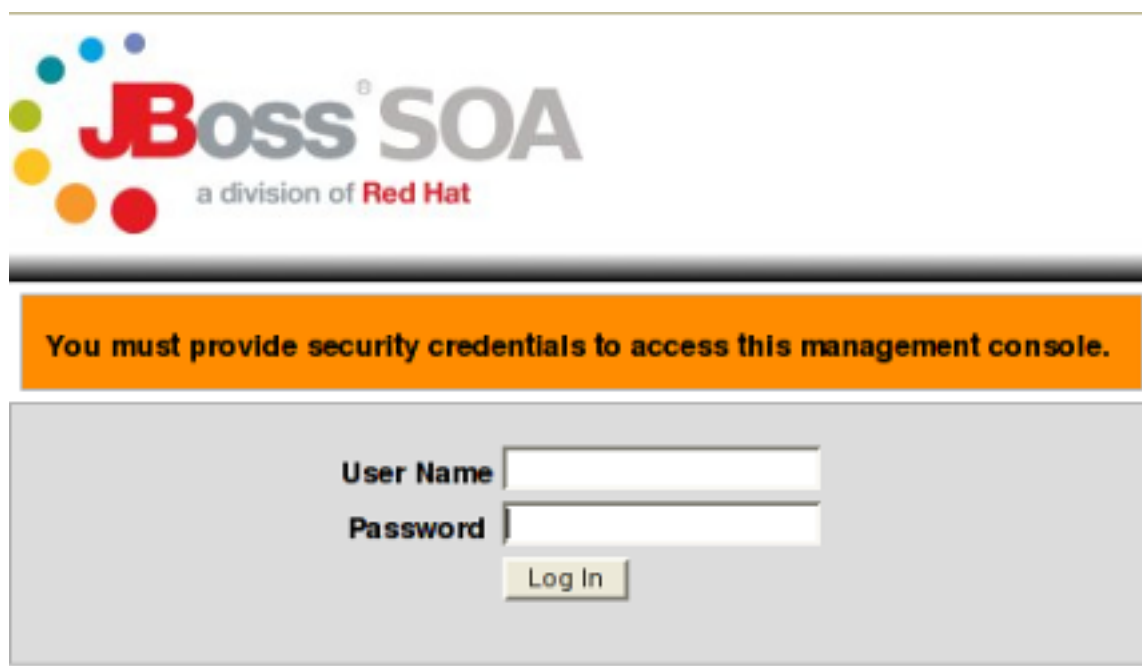 JBoss® SOA
a division of Red Hat
You must provide security credentials to access this management console.
User Name
Password
Log In